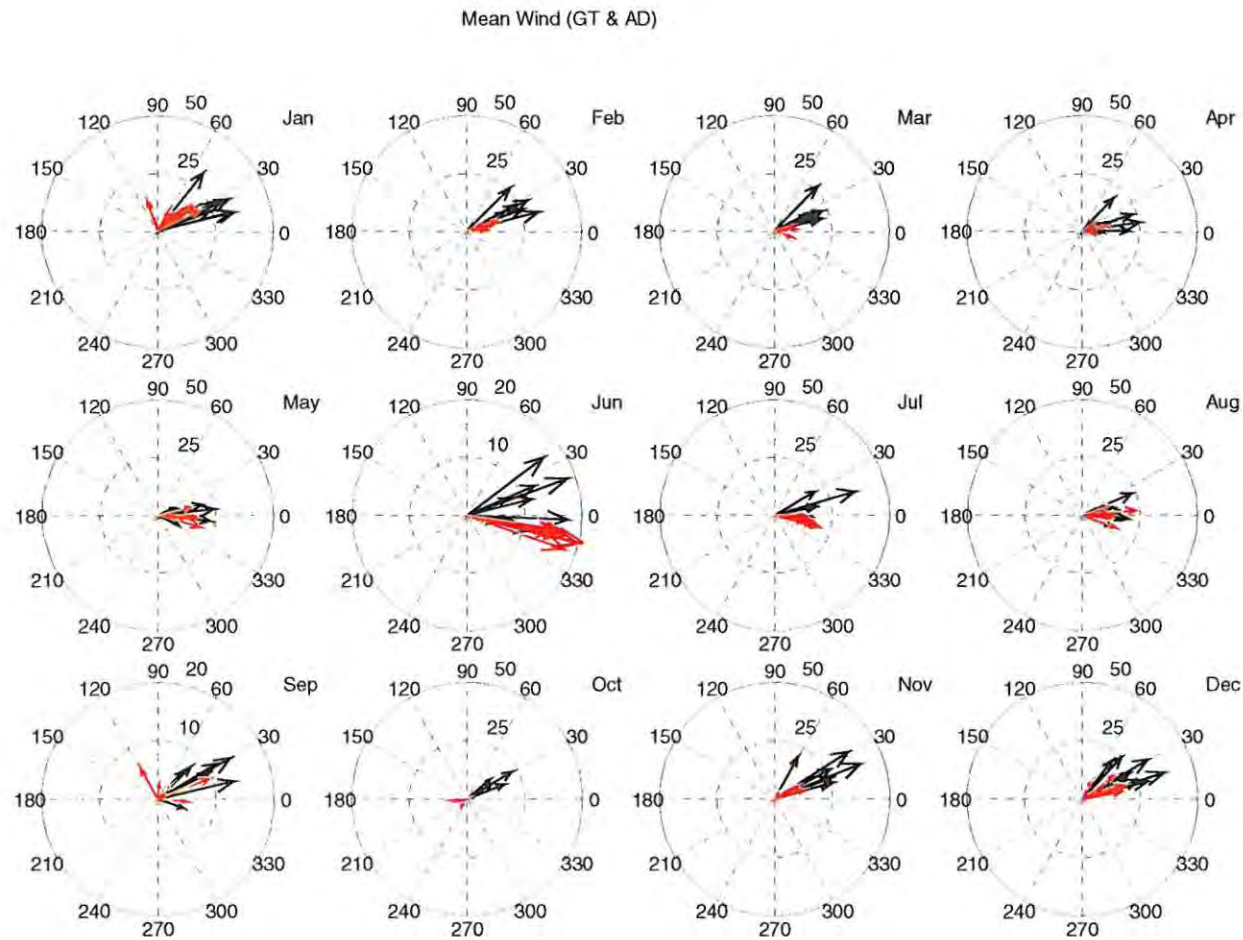 Mean Wind (GT & AD)
90 50 Jan
120 60
150 25 30
180 0
210 330
240 300
270
90 50 Feb
120 60
150 25 30
180 0
210 330
240 300
270
90 50 Mar
120 60
150 25 30
180 0
210 330
240 300
270
90 50 Apr
120 60
150 25 30
180 0
210 330
240 300
270
90 50 May
120 60
150 25 30
180 0
210 330
240 300
270
90 20 Jun
120 60
150 10 30
180 0
210 330
240 300
270
90 50 Jul
120 60
150 25 30
180 0
210 330
240 300
270
90 50 Aug
120 60
150 25 30
180 0
210 330
240 300
270
90 20 Sep
120 60
150 10 30
180 0
210 330
240 300
270
90 50 Oct
120 60
150 25 30
180 0
210 330
240 300
270
90 50 Nov
120 60
150 25 30
180 0
210 330
240 300
270
90 50 Dec
120 60
150 25 30
180 0
210 330
240 300
270